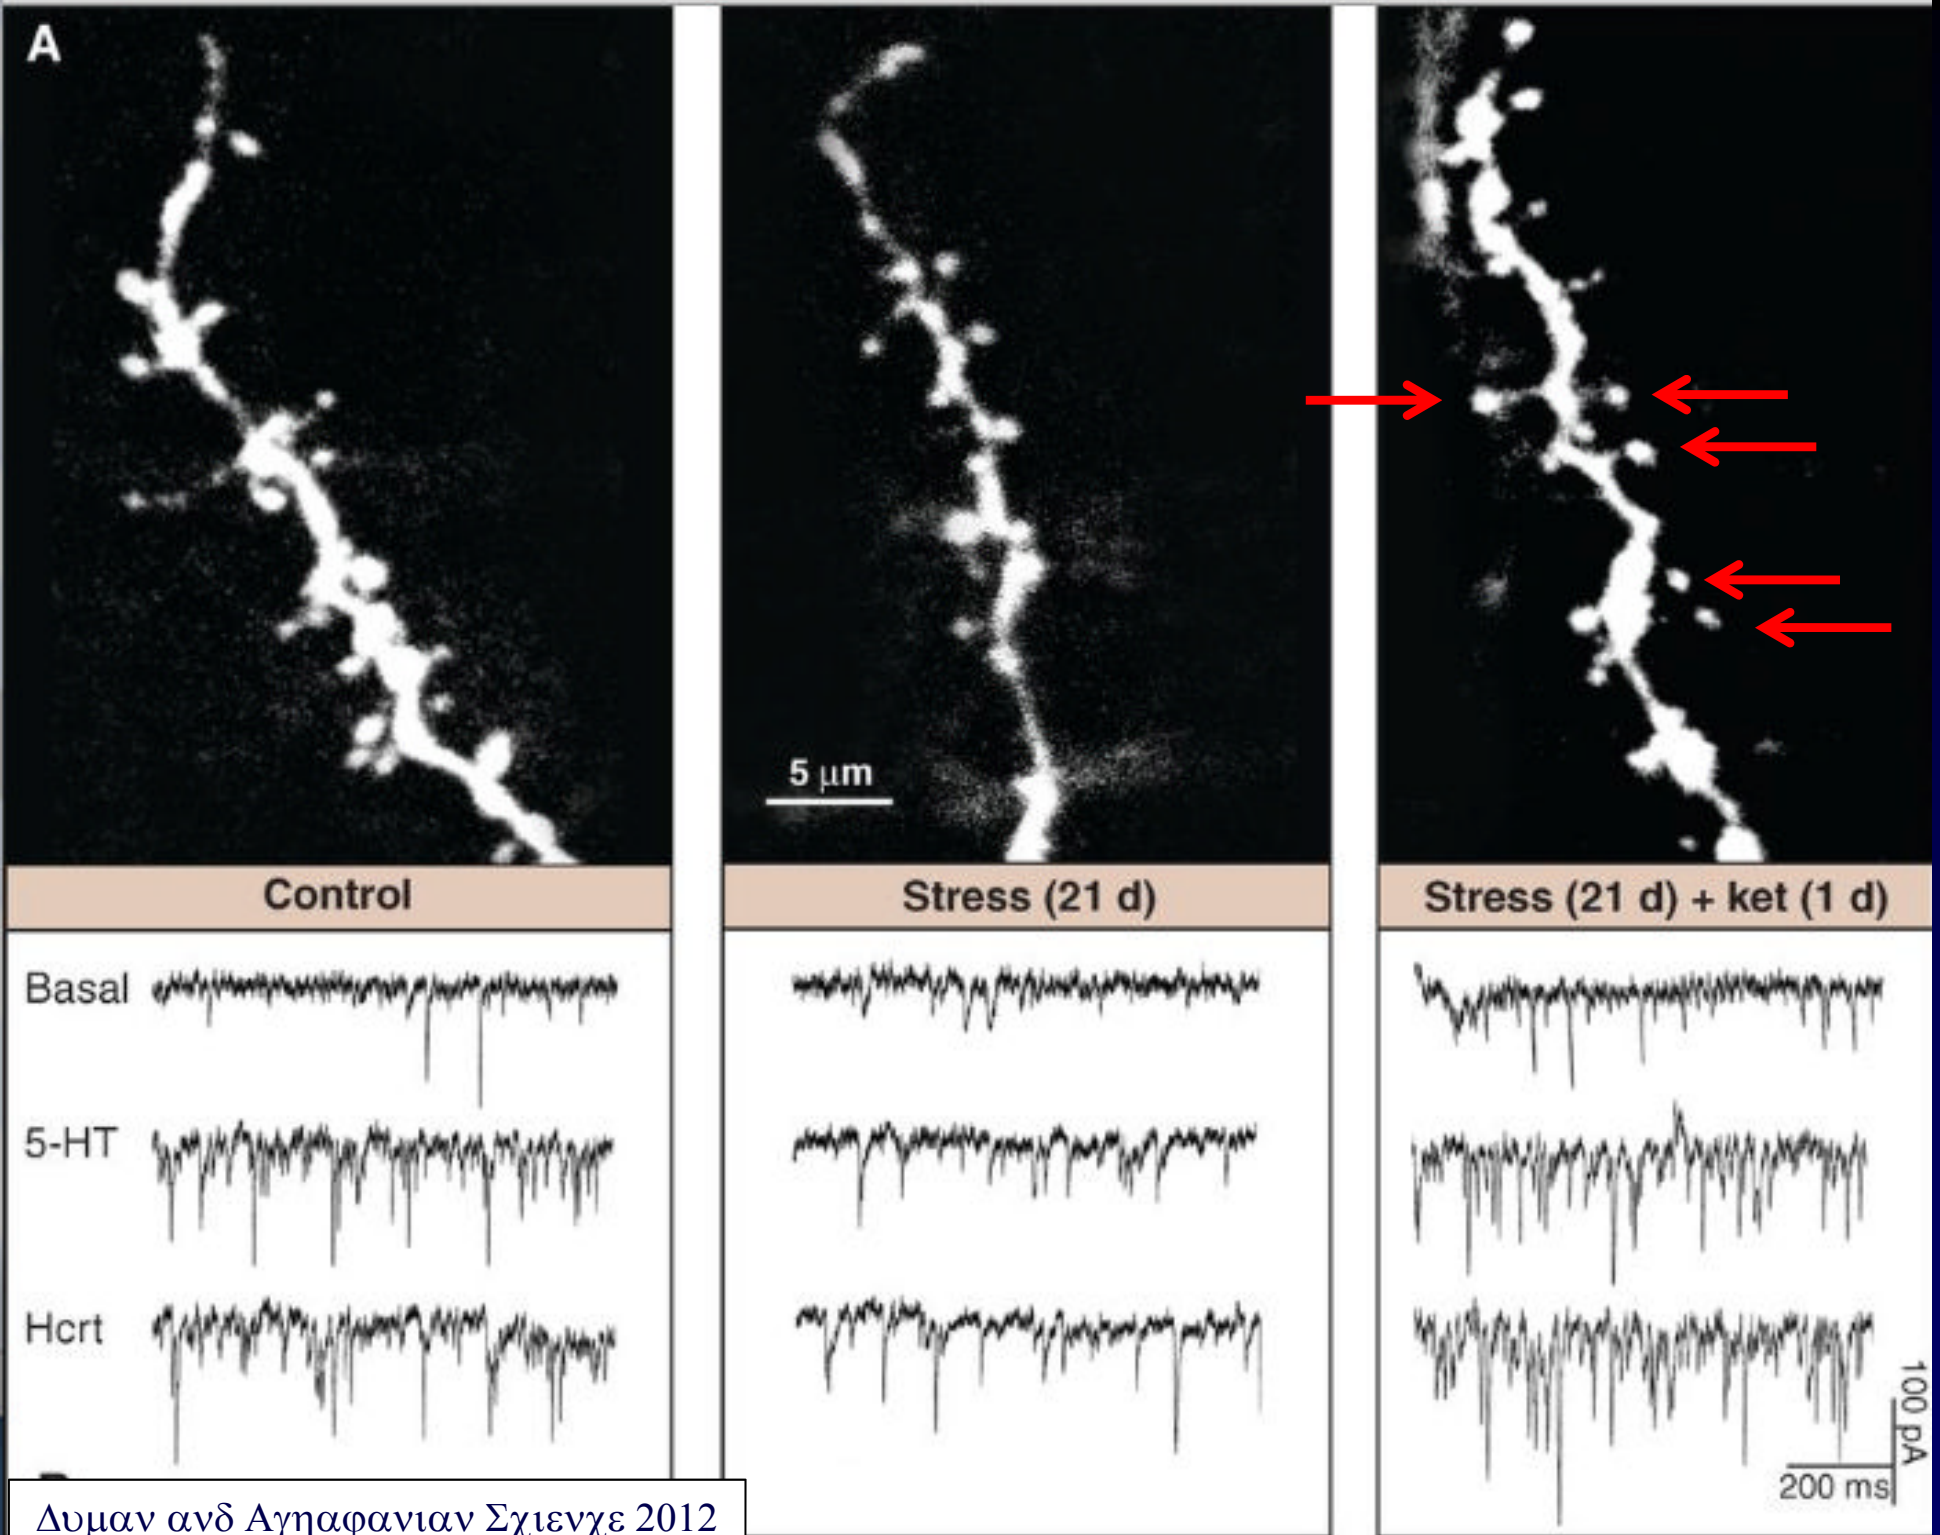 A
5 μm
Control
Stress (21 d)
Stress (21 d) + ket (1 d)
Basal
5-HT
Hcrt
100 pA
200 ms
Δυμαν ανδ Αγηαφανιαν Σχιενχε 2012